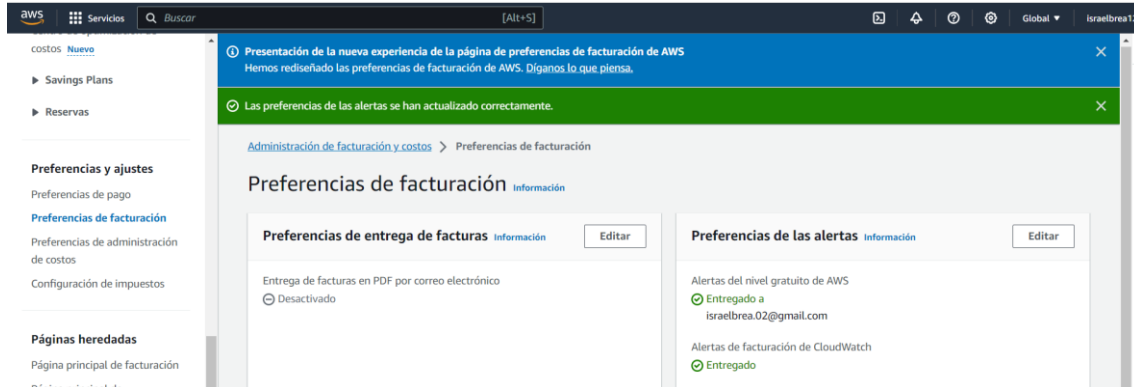 aws
Servicios
Buscar
[Alt+S]
Global
costos Nuevo
Savings Plans
Reservas
Preferencias y ajustes
Preferencias de pago
Preferencias de facturación
Preferencias de administración
de costos
Configuración de impuestos
Páginas heredadas
Página principal de facturación
Presentación de la nueva experiencia de la página de preferencias de facturación de AWS
Hemos rediseñado las preferencias de facturación de AWS. Díganos lo que piensa.
Las preferencias de las alertas se han actualizado correctamente.
Administración de facturación y costos > Preferencias de facturación
Preferencias de facturación Información
Preferencias de entrega de facturas Información
Editar
Entrega de facturas en PDF por correo electrónico
Desactivado
Preferencias de las alertas Información
Editar
Alertas del nivel gratuito de AWS
Entregado a
israelbrea.02@gmail.com
Alertas de facturación de CloudWatch
Entregado